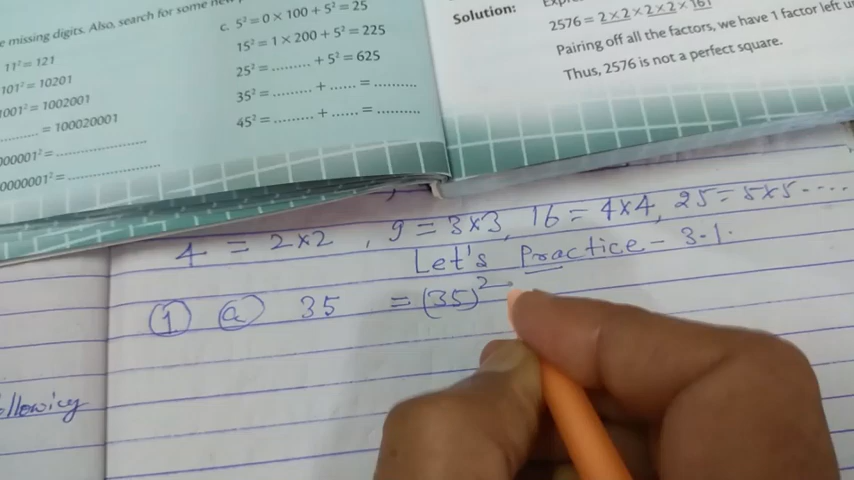 e missing digits. Also, search for some new
11² = 121
101² = 10201
1001² = 1002001
......... = 100020001
00001² = .....................
000001² = .....................
c. 5² = 0 × 100 + 5² = 25
15² = 1 × 200 + 5² = 225
25² = ......... + 5² = 625
35² = ......... + ...... = ..........
45² = ......... + ...... = ..........
Solution:
2576 = 2 × 2 × 2 × 2 × 161
Pairing off all the factors, we have 1 factor left
Thus, 2576 is not a perfect square.
4 = 2×2 , 9 = 3×3, 16 = 4×4, 25 = 5×5 ....
Let's Practice - 3.1.
① ⓐ 35 = (35)²
llowing